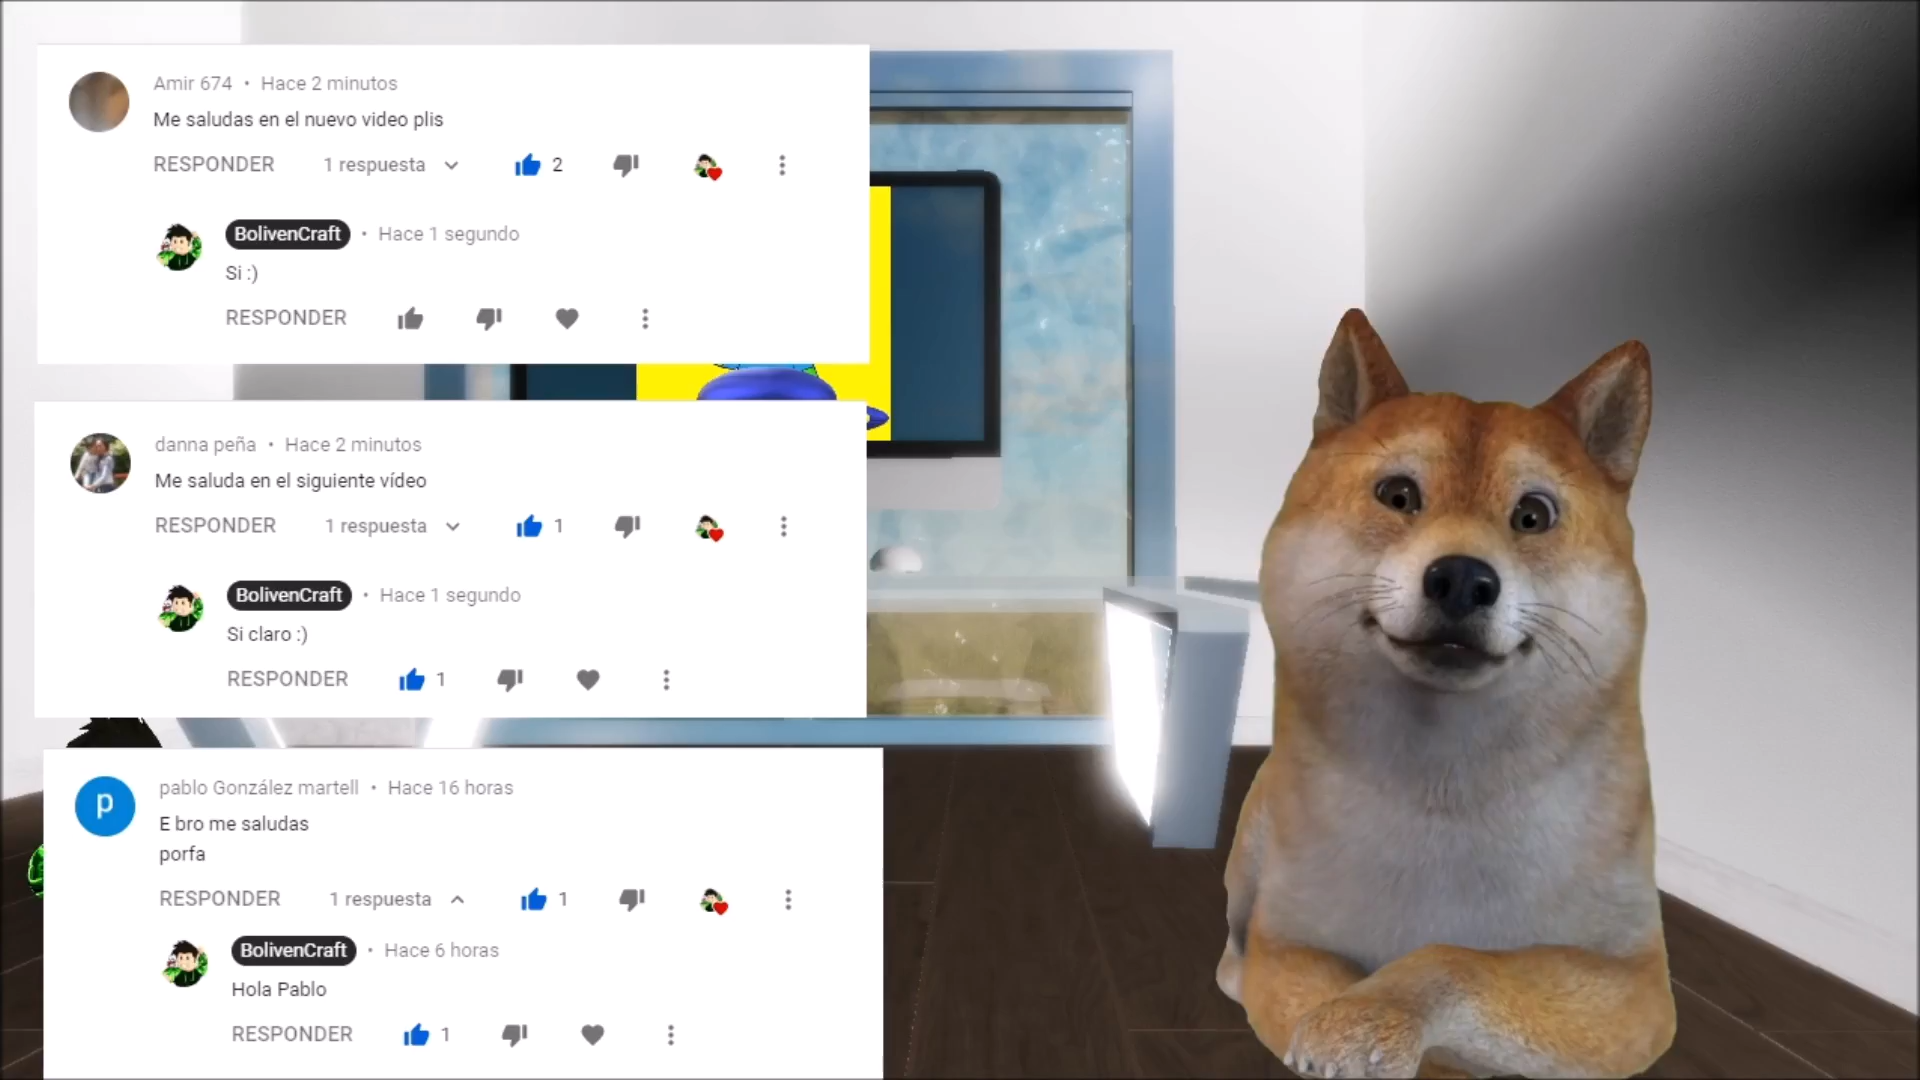 Amir 674 • Hace 2 minutos
Me saludas en el nuevo video plis
RESPONDER 1 respuesta 2
BolivenCraft • Hace 1 segundo
Si :)
RESPONDER
danna peña • Hace 2 minutos
Me saluda en el siguiente vídeo
RESPONDER 1 respuesta 1
BolivenCraft • Hace 1 segundo
Si claro :)
RESPONDER 1
p
pablo González martell • Hace 16 horas
E bro me saludas
porfa
RESPONDER 1 respuesta 1
BolivenCraft • Hace 6 horas
Hola Pablo
RESPONDER 1